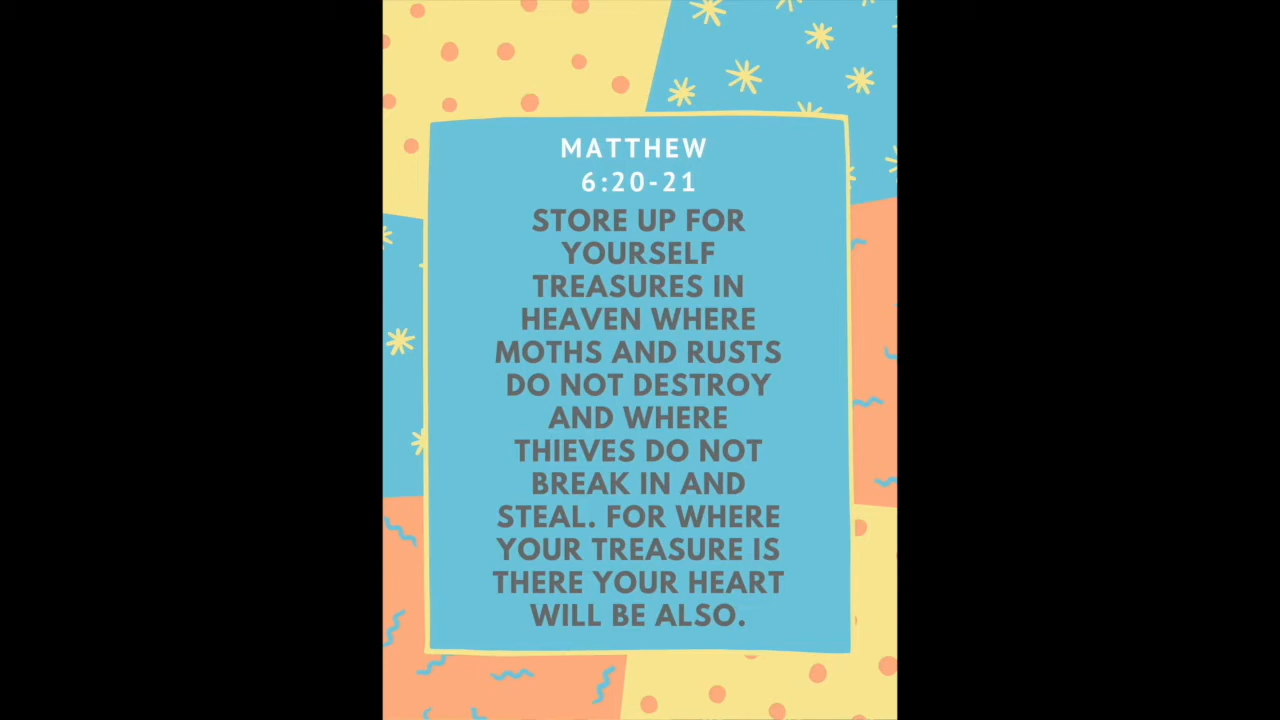 MATTHEW
6:20-21
STORE UP FOR
YOURSELF
TREASURES IN
HEAVEN WHERE
MOTHS AND RUSTS
DO NOT DESTROY
AND WHERE
THIEVES DO NOT
BREAK IN AND
STEAL. FOR WHERE
YOUR TREASURE IS
THERE YOUR HEART
WILL BE ALSO.